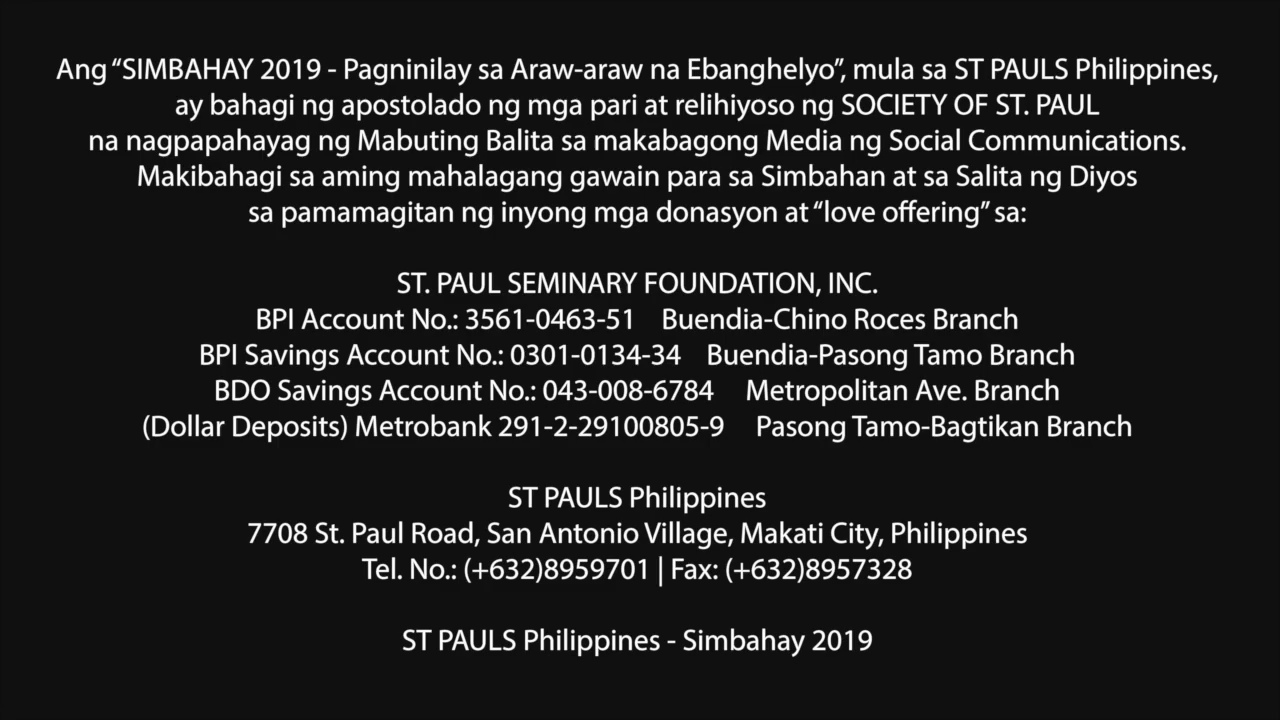 Ang “SIMBAHAY 2019 - Pagninilay sa Araw-araw na Ebanghelyo”, mula sa ST PAULS Philippines,
ay bahagi ng apostolado ng mga pari at relihiyoso ng SOCIETY OF ST. PAUL
na nagpapahayag ng Mabuting Balita sa makabagong Media ng Social Communications.
Makibahagi sa aming mahalagang gawain para sa Simbahan at sa Salita ng Diyos
sa pamamagitan ng inyong mga donasyon at “love offering” sa:
ST. PAUL SEMINARY FOUNDATION, INC.
BPI Account No.: 3561-0463-51 Buendia-Chino Roces Branch
BPI Savings Account No.: 0301-0134-34 Buendia-Pasong Tamo Branch
BDO Savings Account No.: 043-008-6784 Metropolitan Ave. Branch
(Dollar Deposits) Metrobank 291-2-29100805-9 Pasong Tamo-Bagtikan Branch
ST PAULS Philippines
7708 St. Paul Road, San Antonio Village, Makati City, Philippines
Tel. No.: (+632)8959701 | Fax: (+632)8957328
ST PAULS Philippines - Simbahay 2019